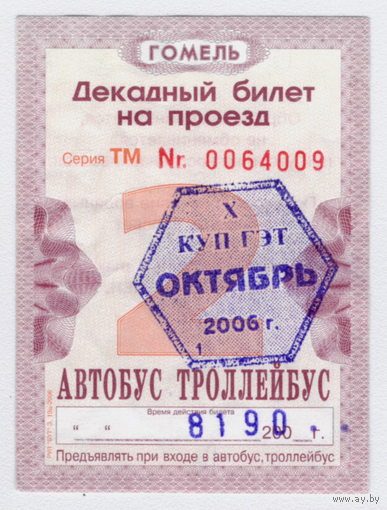 ГОМЕЛЬ
Декадный билет
на проезд
Серия ТМ Nr. 0064009
2
X
КУП ГЭТ
ОКТЯБРЬ
2006 г.
1
АВТОБУС ТРОЛЛЕЙБУС
Время действия билета
" " 8190. 200 г.
Предъявлять при входе в автобус, троллейбус
www.ay.by